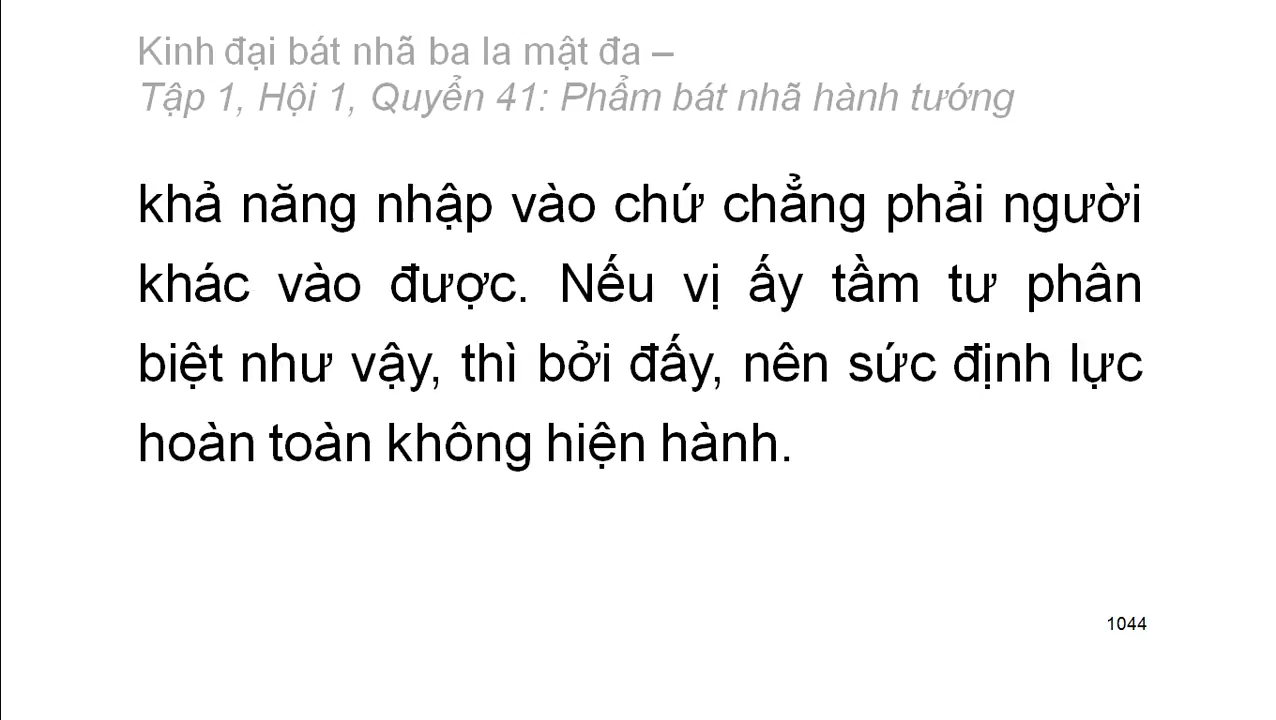 Kinh đại bát nhã ba la mật đa –
Tập 1, Hội 1, Quyển 41: Phẩm bát nhã hành tướng
khả năng nhập vào chứ chẳng phải người
khác vào được. Nếu vị ấy tầm tư phân
biệt như vậy, thì bởi đấy, nên sức định lực
hoàn toàn không hiện hành.
1044